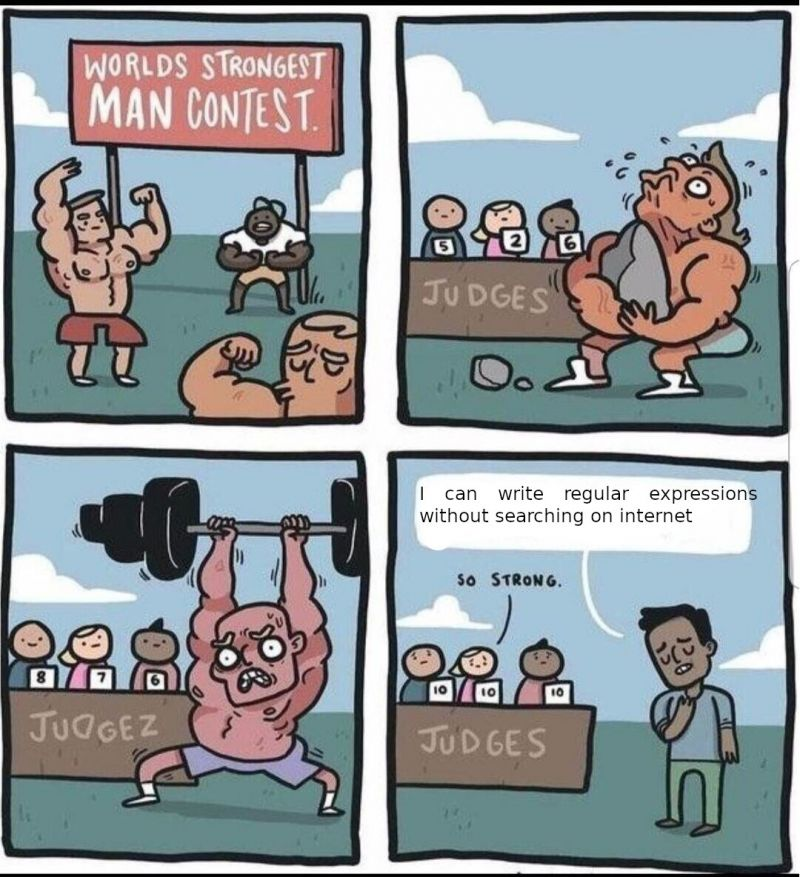 WORLDS STRONGEST
MAN CONTEST.
5
2
6
JUDGES
8
7
6
JUDGEZ
I can write regular expressions
without searching on internet
SO STRONG.
10
10
10
JUDGES